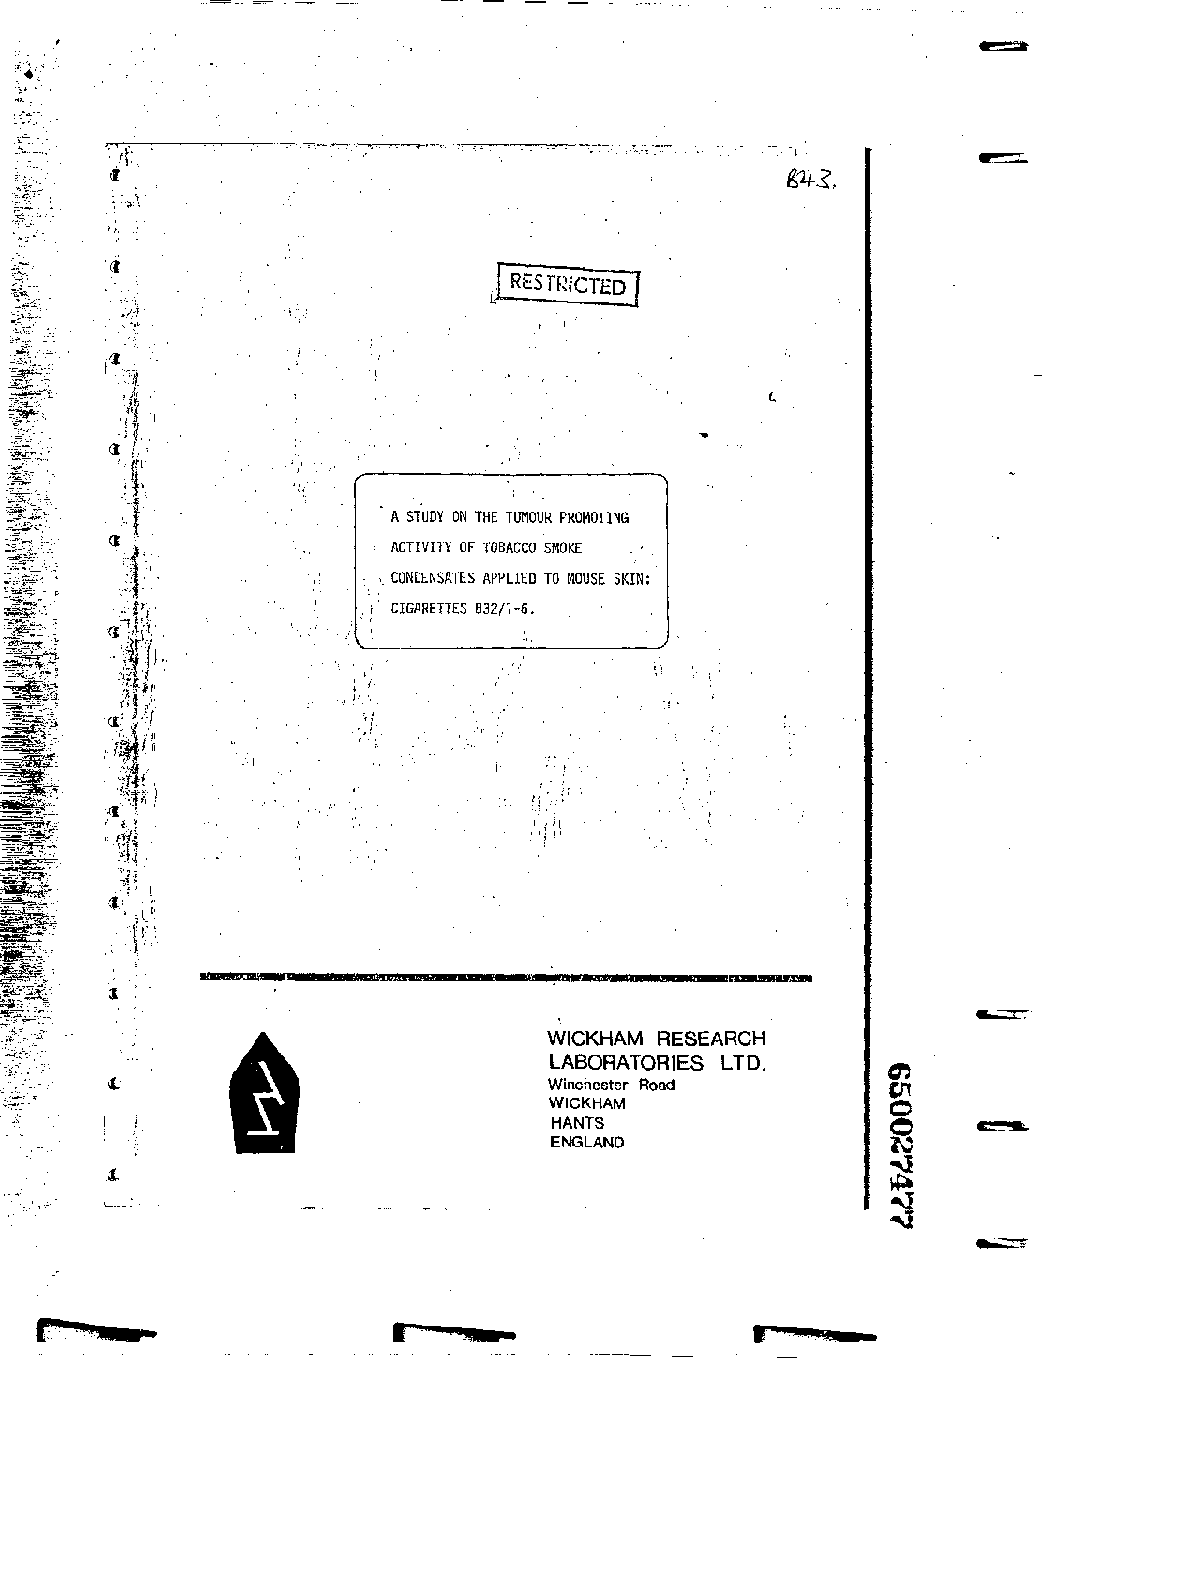 B43.
RESTRICTED
A STUDY ON THE TUMOUR PROMOTING
ACTIVITY OF TOBACCO SMOKE
CONDENSATES APPLIED TO MOUSE SKIN:
CIGARETTES B32/1-6.
WICKHAM RESEARCH
LABORATORIES LTD.
Winchester Road
WICKHAM
HANTS
ENGLAND
650027477